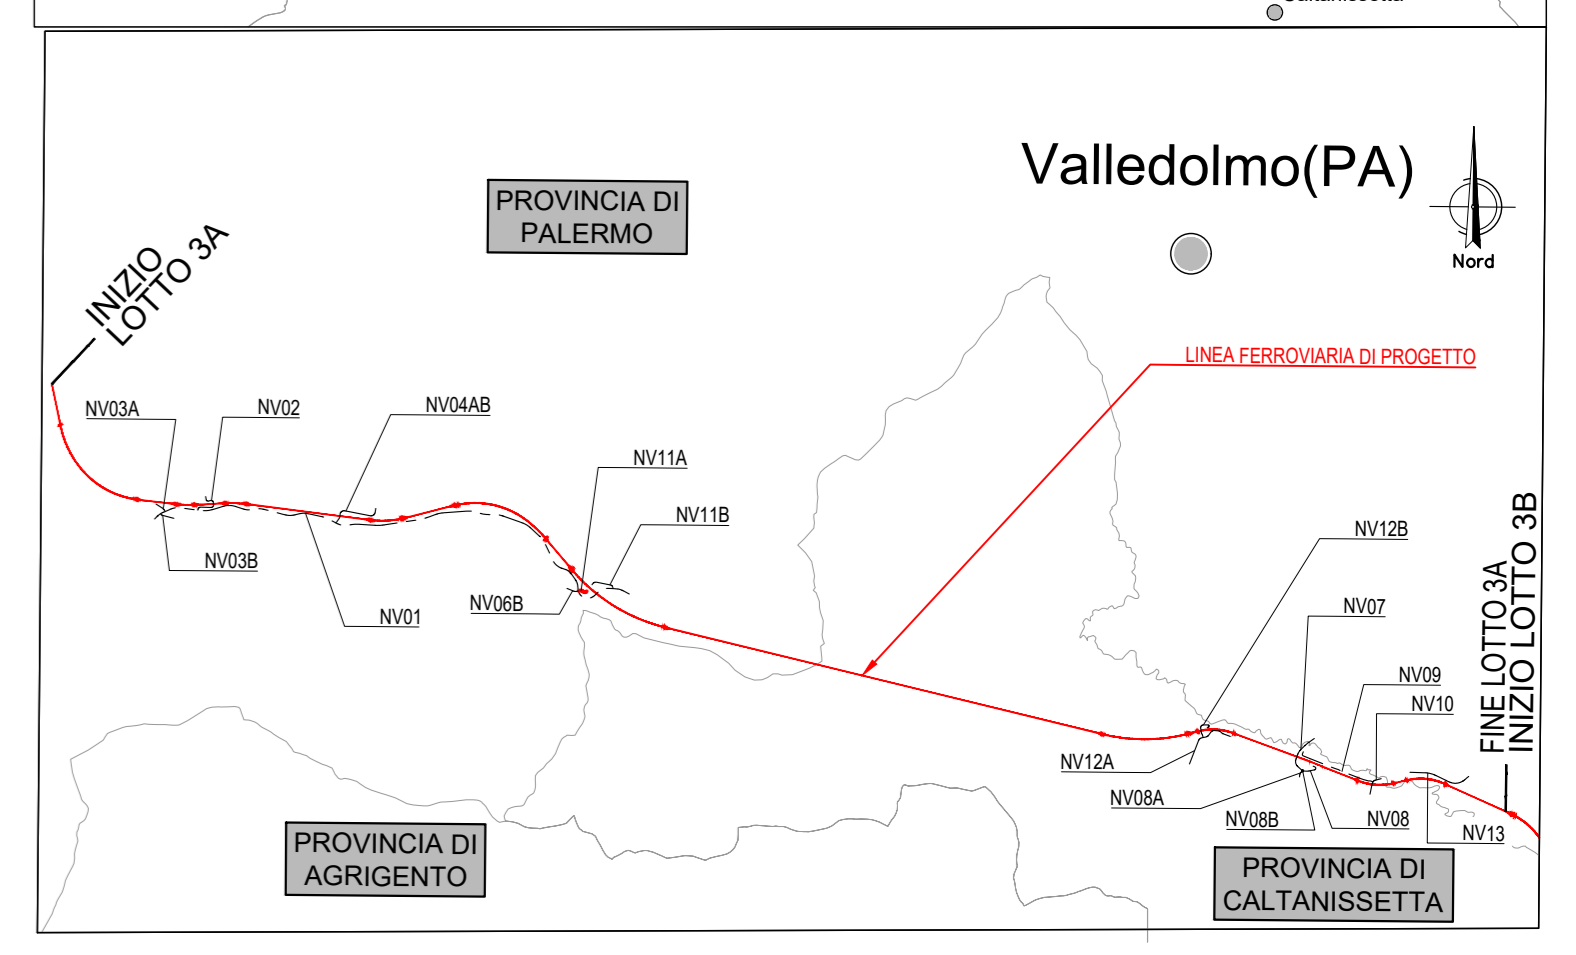 Caltanissetta
Valledolmo(PA)
Nord
PROVINCIA DI
PALERMO
INIZIO
LOTTO 3A
LINEA FERROVIARIA DI PROGETTO
NV03A
NV02
NV04AB
NV11A
NV11B
NV03B
NV01
NV06B
NV12B
NV07
NV09
NV10
NV12A
NV08A
NV08B
NV08
NV13
FINE LOTTO 3A
INIZIO LOTTO 3B
PROVINCIA DI
AGRIGENTO
PROVINCIA DI
CALTANISSETTA